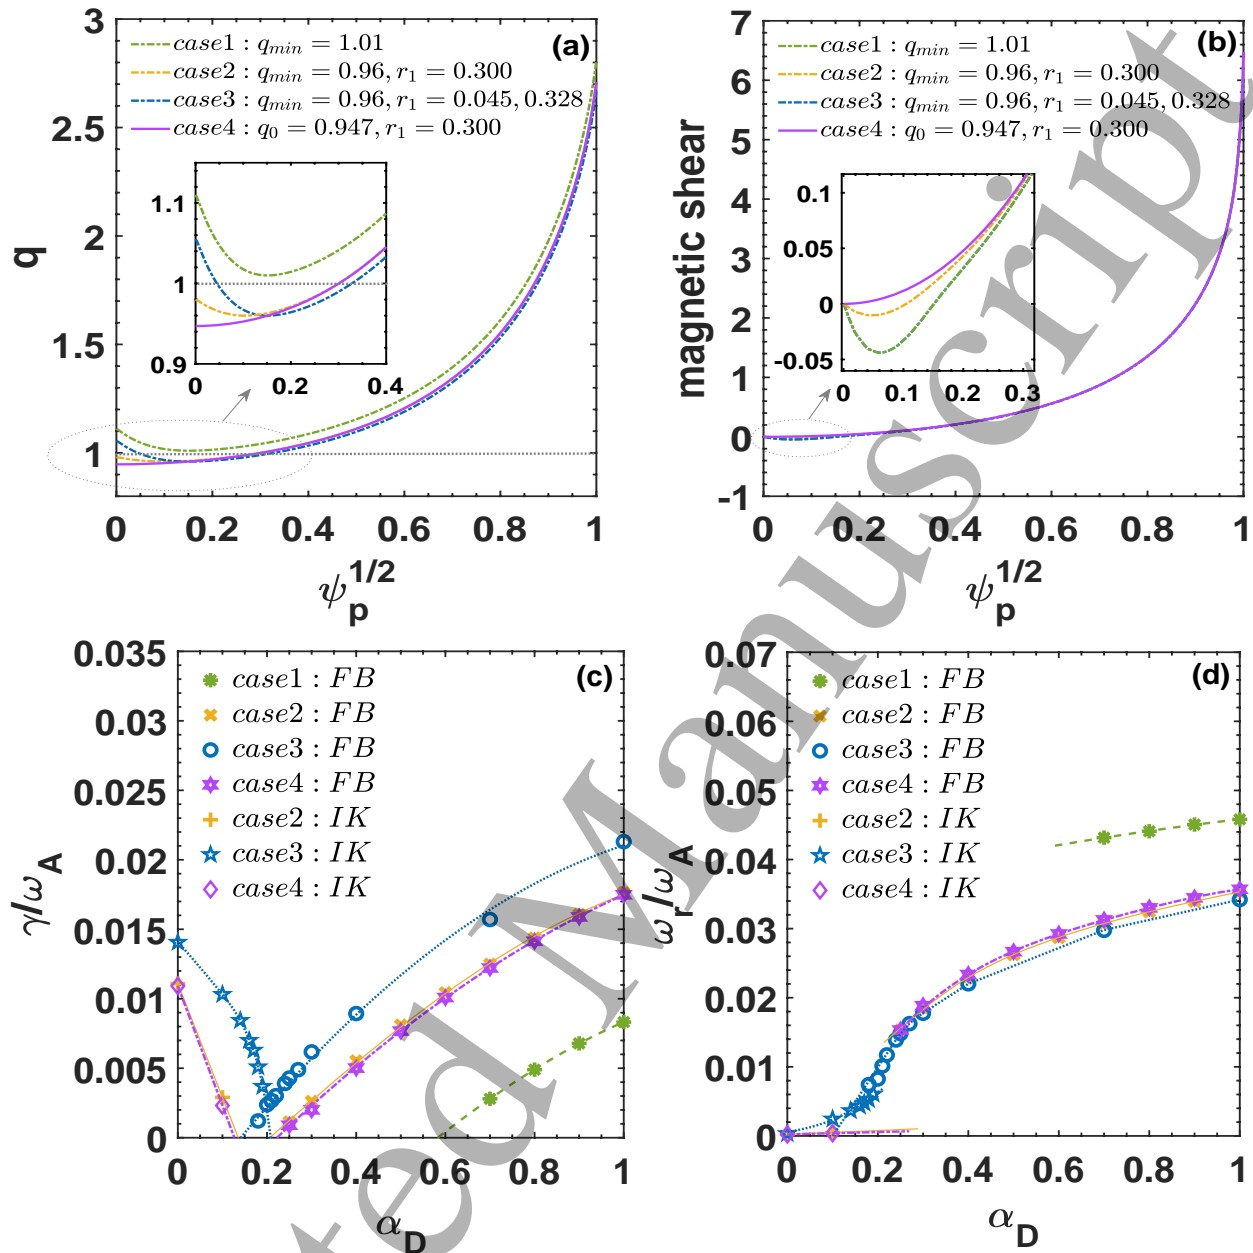 (a)
case1 : q_min = 1.01
case2 : q_min = 0.96, r_1 = 0.300
case3 : q_min = 0.96, r_1 = 0.045, 0.328
case4 : q_0 = 0.947, r_1 = 0.300
3
2.5
2
1.5
1
q
1.1
1
0.9
0 0.2 0.4
0 0.2 0.4 0.6 0.8 1
ψ_p^1/2
(b)
case1 : q_min = 1.01
case2 : q_min = 0.96, r_1 = 0.300
case3 : q_min = 0.96, r_1 = 0.045, 0.328
case4 : q_0 = 0.947, r_1 = 0.300
7
6
5
4
3
2
1
0
-1
magnetic shear
0.1
0.05
0
-0.05
0 0.1 0.2 0.3
0 0.2 0.4 0.6 0.8 1
ψ_p^1/2
(c)
case1 : FB
case2 : FB
case3 : FB
case4 : FB
case2 : IK
case3 : IK
case4 : IK
0.035
0.03
0.025
0.02
0.015
0.01
0.005
0
γ/ω_A
0 0.2 0.4 0.6 0.8 1
α_D
(d)
case1 : FB
case2 : FB
case3 : FB
case4 : FB
case2 : IK
case3 : IK
case4 : IK
0.07
0.06
0.05
0.04
0.03
0.02
0.01
0
ω_r/ω_A
0 0.2 0.4 0.6 0.8 1
α_D
ted Manuscript